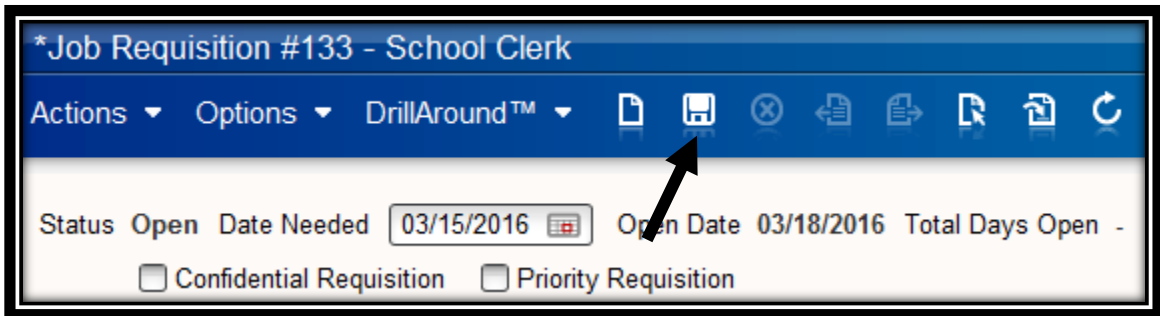 *Job Requisition #133 - School Clerk
Actions Options DrillAround™
Status Open Date Needed 03/15/2016 Open Date 03/18/2016 Total Days Open -
Confidential Requisition Priority Requisition